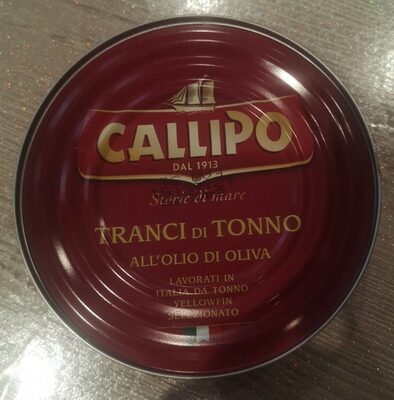 CALLIPO
DAL 1913
Storie di mare
TRANCI DI TONNO
ALL'OLIO DI OLIVA
LAVORATI IN
ITALIA DA TONNO
YELLOWFIN
SELEZIONATO